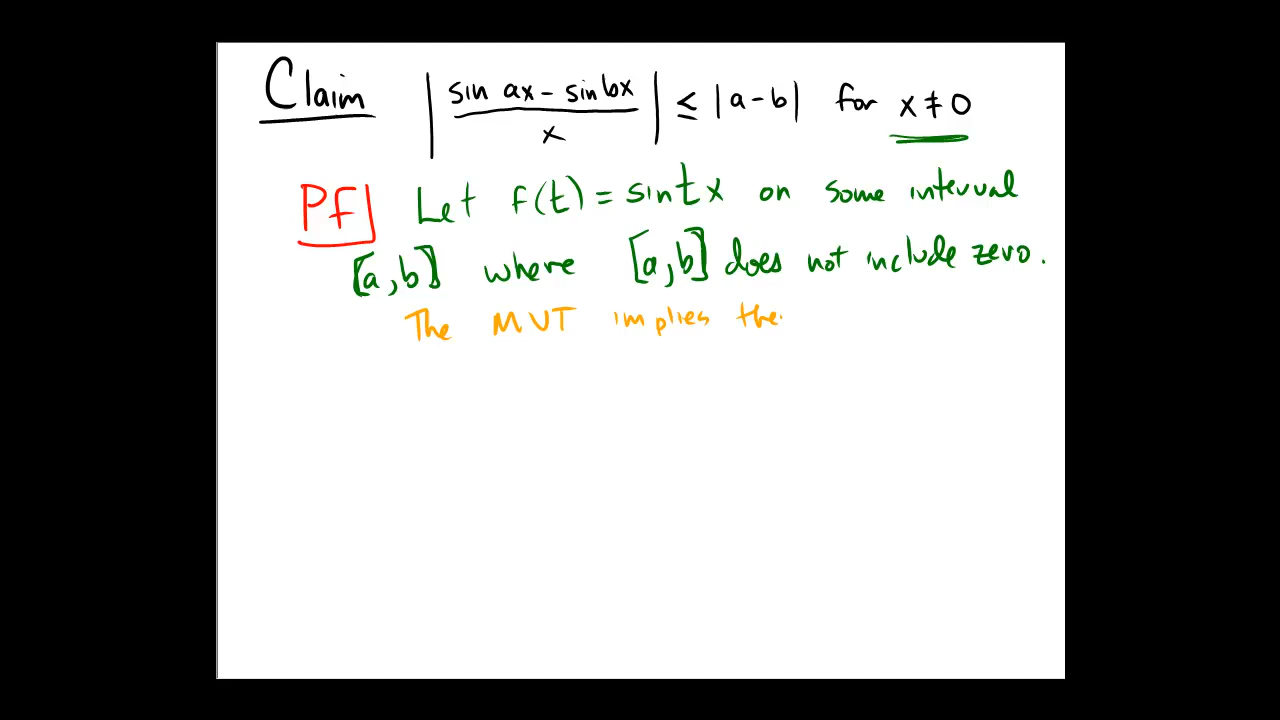 Claim | (sin ax - sin bx) / x | ≤ |a-b| for x ≠ 0
Pf Let f(t) = sin tx on some interval
[a,b] where [a,b] does not include zero.
The MVT implies the